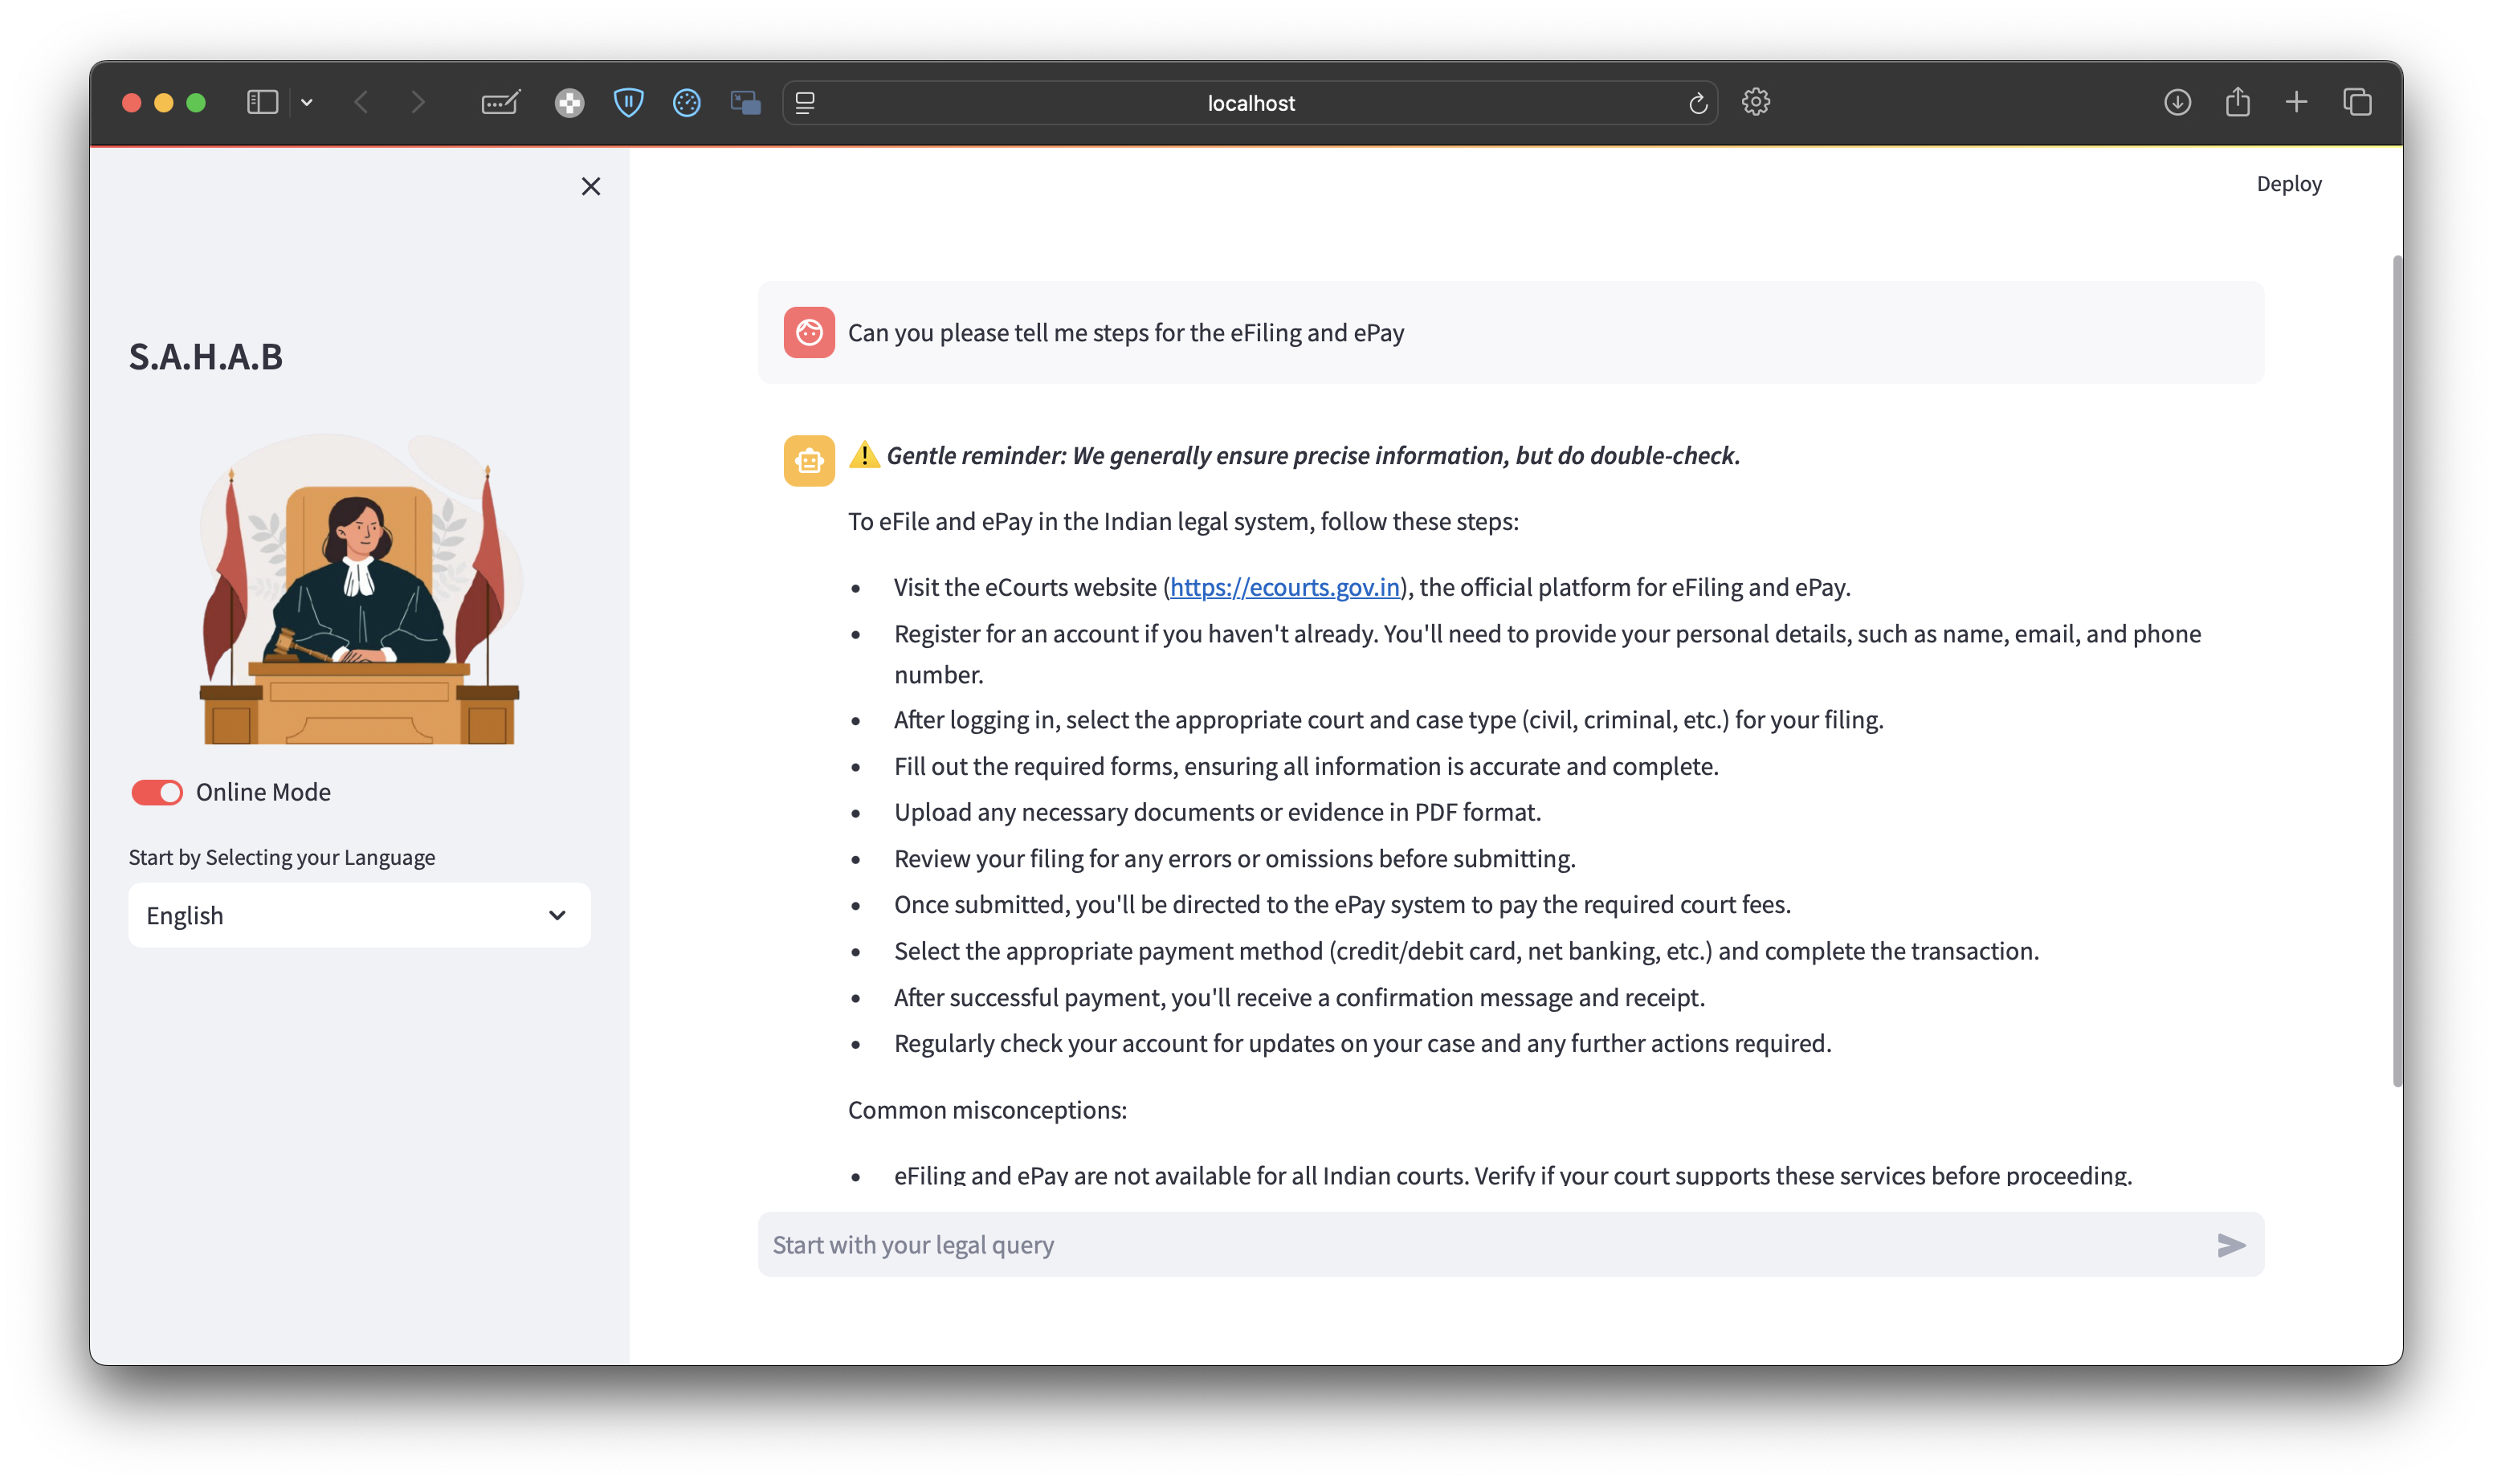 localhost
Deploy
S.A.H.A.B
Online Mode
Start by Selecting your Language
English
Can you please tell me steps for the eFiling and ePay
⚠️ Gentle reminder: We generally ensure precise information, but do double-check.
To eFile and ePay in the Indian legal system, follow these steps:
• Visit the eCourts website (https://ecourts.gov.in), the official platform for eFiling and ePay.
• Register for an account if you haven't already. You'll need to provide your personal details, such as name, email, and phone
number.
• After logging in, select the appropriate court and case type (civil, criminal, etc.) for your filing.
• Fill out the required forms, ensuring all information is accurate and complete.
• Upload any necessary documents or evidence in PDF format.
• Review your filing for any errors or omissions before submitting.
• Once submitted, you'll be directed to the ePay system to pay the required court fees.
• Select the appropriate payment method (credit/debit card, net banking, etc.) and complete the transaction.
• After successful payment, you'll receive a confirmation message and receipt.
• Regularly check your account for updates on your case and any further actions required.
Common misconceptions:
• eFiling and ePay are not available for all Indian courts. Verify if your court supports these services before proceeding.
Start with your legal query